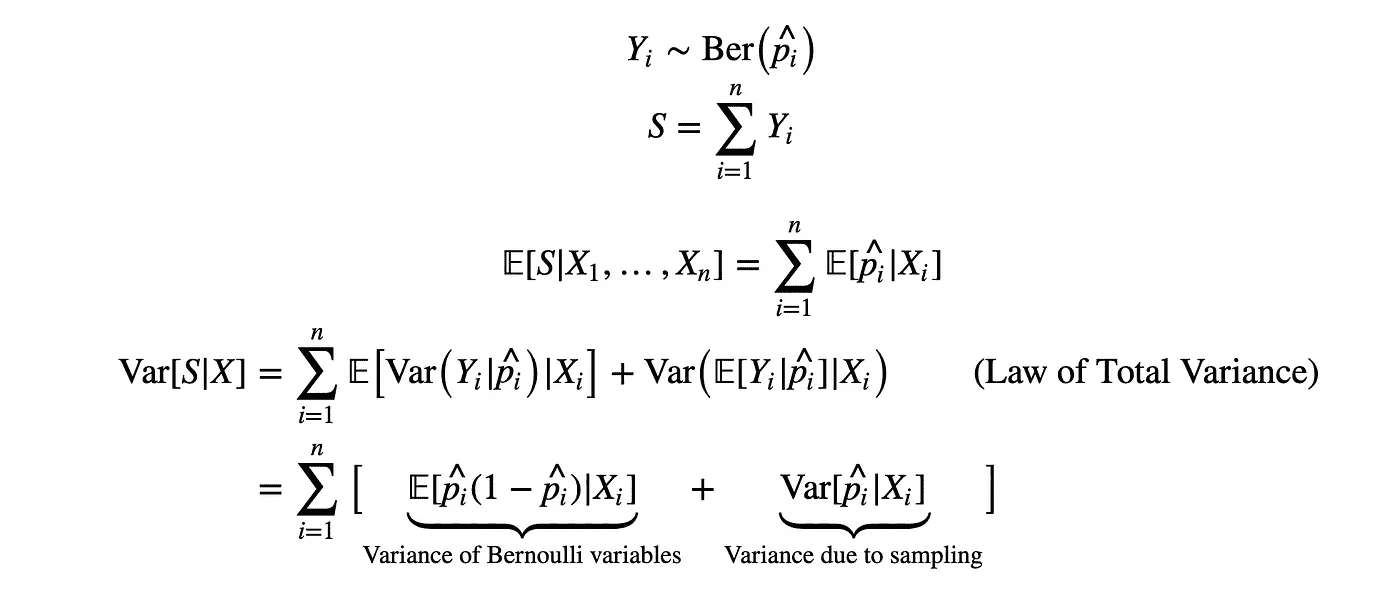 Y_i ∼ Ber(p̂_i)
S = ∑_{i=1}^{n} Y_i
𝔼[S|X_1, … , X_n] = ∑_{i=1}^{n} 𝔼[p̂_i|X_i]
Var[S|X] = ∑_{i=1}^{n} 𝔼[Var(Y_i|p̂_i)|X_i] + Var(𝔼[Y_i|p̂_i]|X_i) (Law of Total Variance)
= ∑_{i=1}^{n} [ 𝔼[p̂_i(1 − p̂_i)|X_i] + Var[p̂_i|X_i] ]
Variance of Bernoulli variables Variance due to sampling